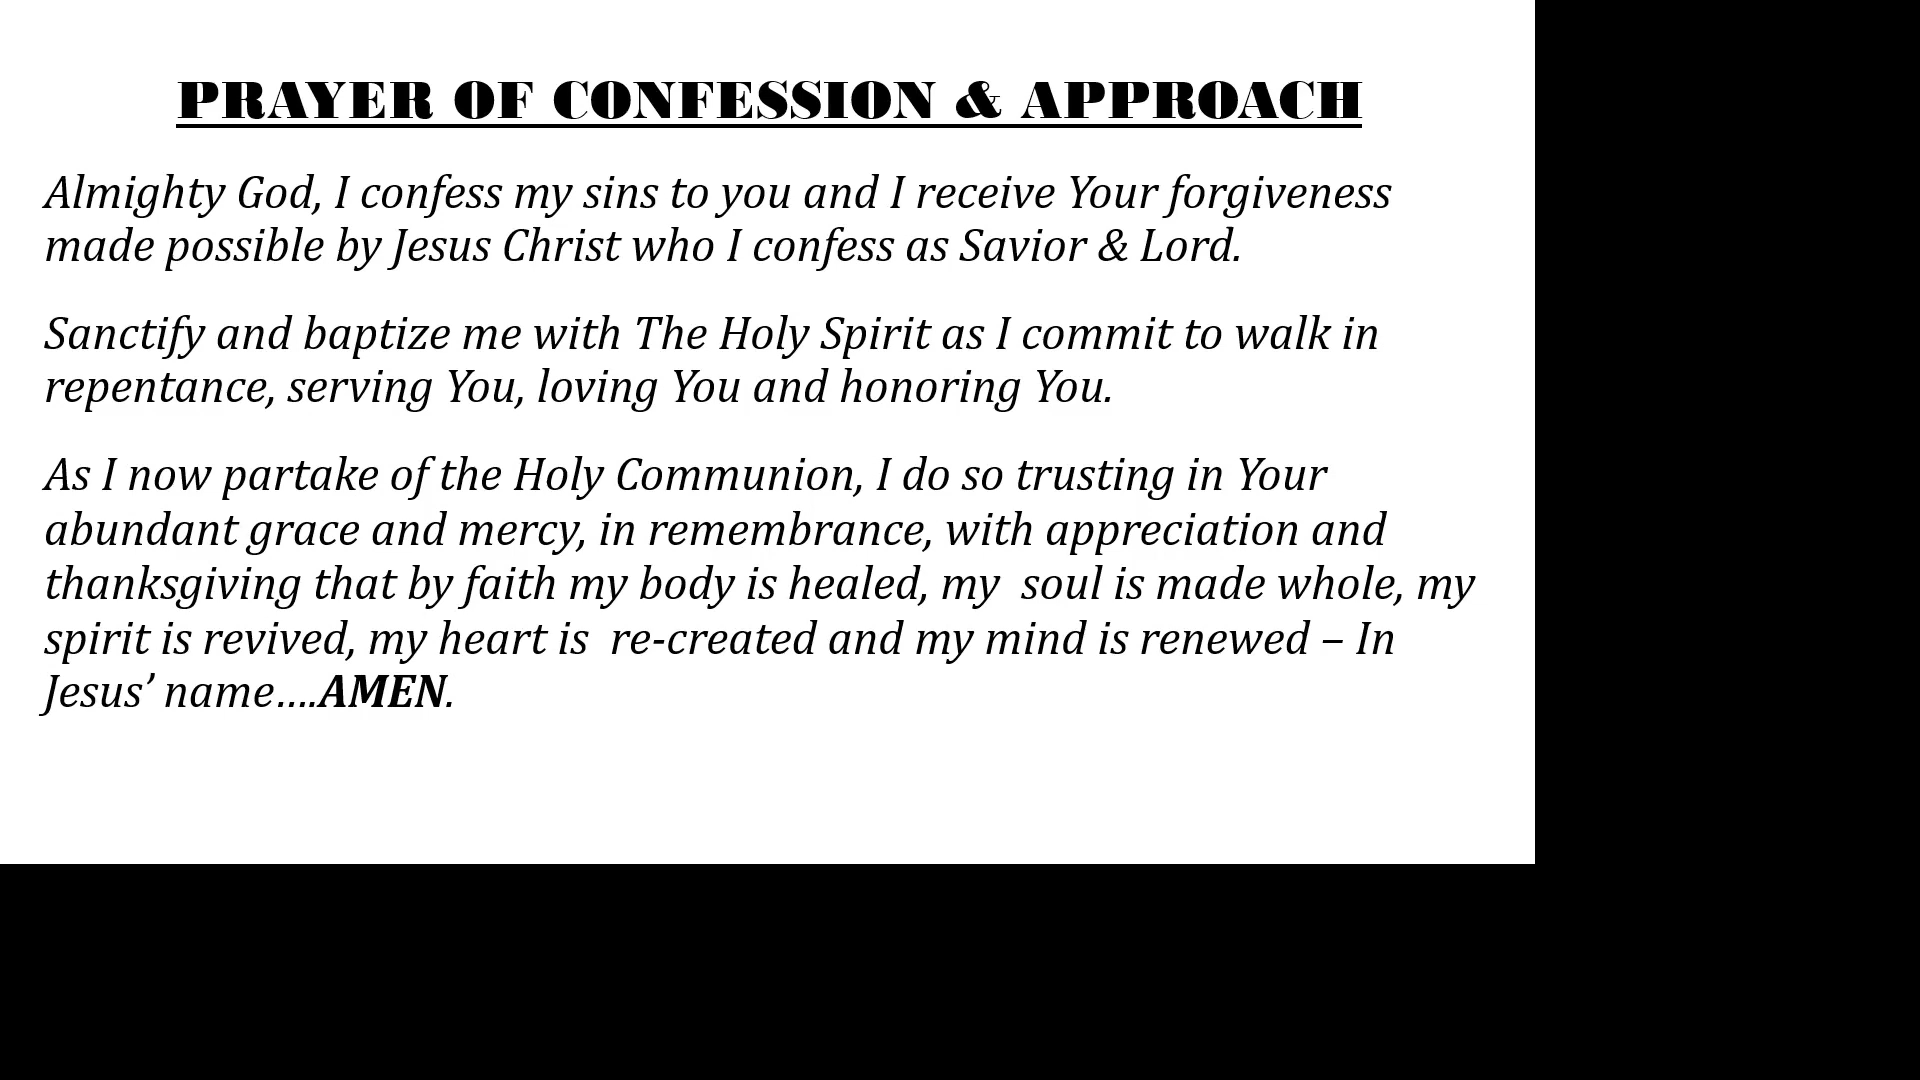 PRAYER OF CONFESSION & APPROACH
Almighty God, I confess my sins to you and I receive Your forgiveness
made possible by Jesus Christ who I confess as Savior & Lord.
Sanctify and baptize me with The Holy Spirit as I commit to walk in
repentance, serving You, loving You and honoring You.
As I now partake of the Holy Communion, I do so trusting in Your
abundant grace and mercy, in remembrance, with appreciation and
thanksgiving that by faith my body is healed, my  soul is made whole, my
spirit is revived, my heart is  re-created and my mind is renewed – In
Jesus’ name….AMEN.